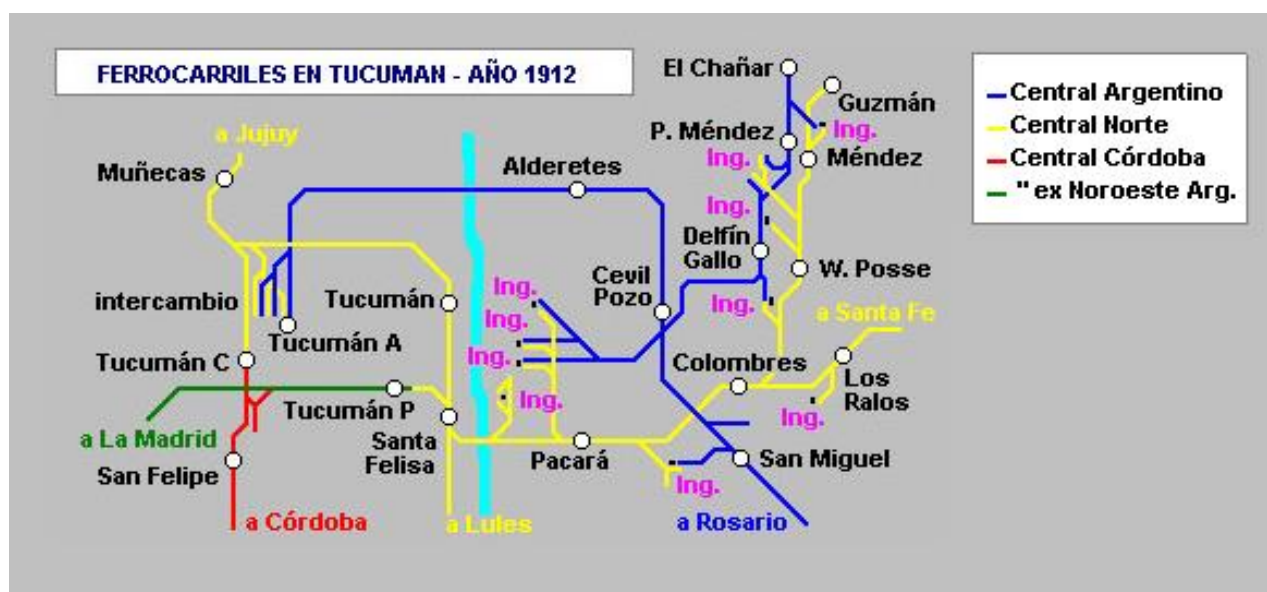 FERROCARRILES EN TUCUMAN - AÑO 1912
Central Argentino
Central Norte
Central Córdoba
" ex Noroeste Arg.
El Chañar
Guzmán
a Jujuy
P. Méndez
Ing.
Ing.
Méndez
Muñecas
Alderetes
Ing.
Delfín
Gallo
W. Posse
Cevil
Pozo
intercambio
Tucumán
Ing.
Ing.
a Santa Fe
Ing.
Tucumán A
Tucumán C
Ing.
Colombres
Los
Ralos
Ing.
Ing.
Tucumán P
a La Madrid
Santa
Felisa
Pacará
San Miguel
San Felipe
Ing.
a Córdoba
a Lules
a Rosario